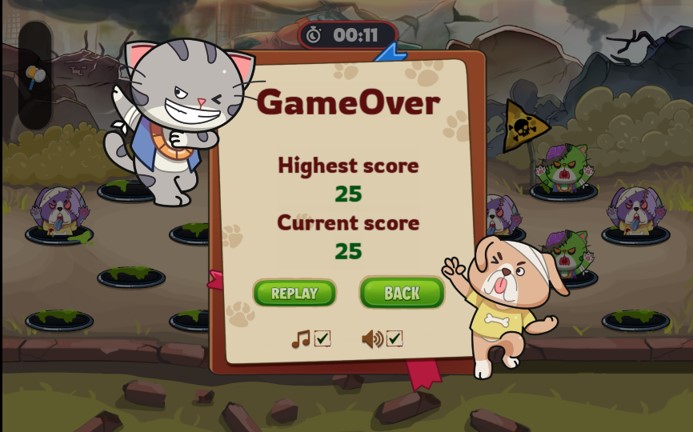 00:11
GameOver
Highest score
25
Current score
25
REPLAY
BACK